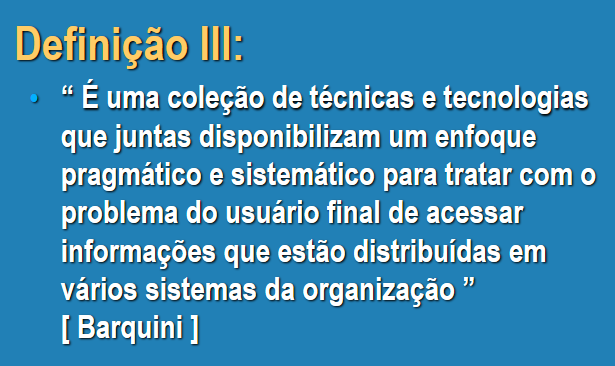 Definição III:
• “ É uma coleção de técnicas e tecnologias
que juntas disponibilizam um enfoque
pragmático e sistemático para tratar com o
problema do usuário final de acessar
informações que estão distribuídas em
vários sistemas da organização ”
[ Barquini ]